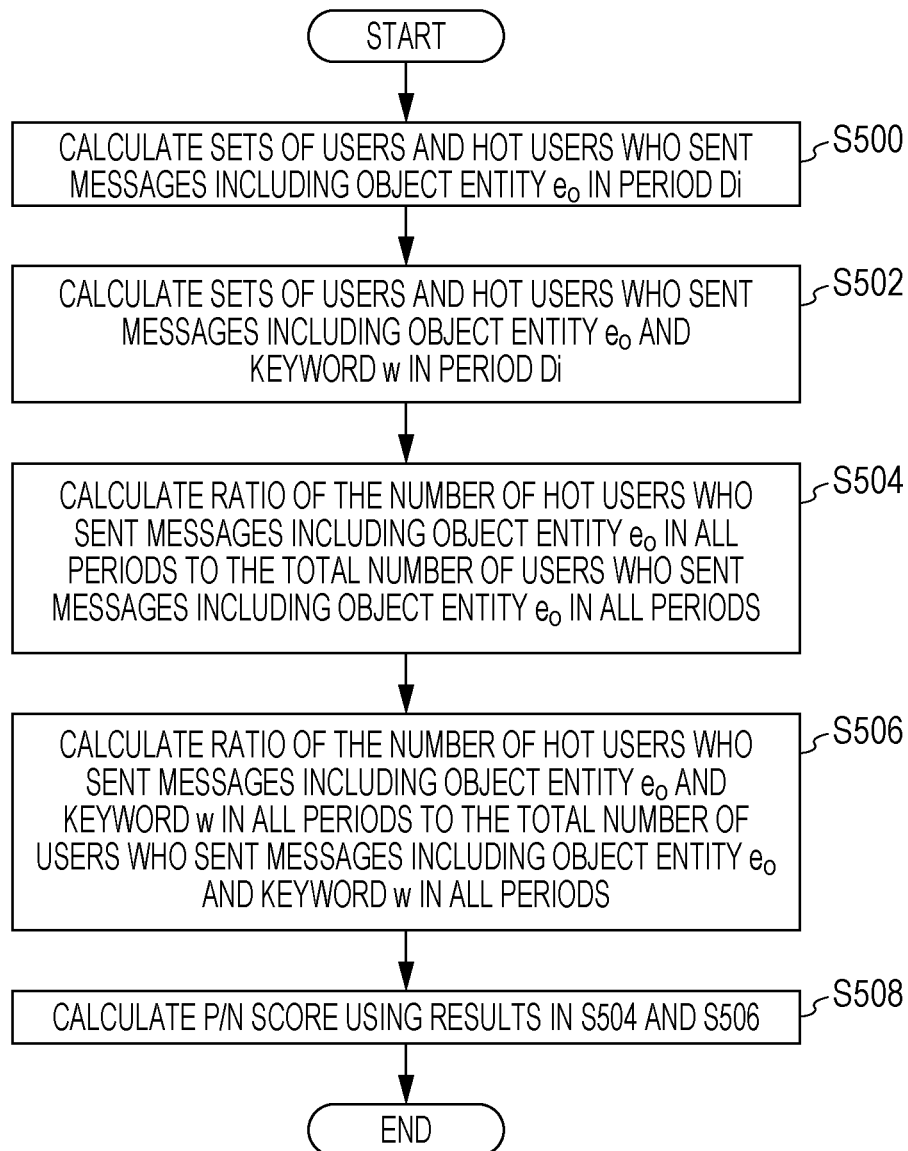 START
CALCULATE SETS OF USERS AND HOT USERS WHO SENT
MESSAGES INCLUDING OBJECT ENTITY eo IN PERIOD Di
S500
CALCULATE SETS OF USERS AND HOT USERS WHO SENT
MESSAGES INCLUDING OBJECT ENTITY eo AND
KEYWORD w IN PERIOD Di
S502
CALCULATE RATIO OF THE NUMBER OF HOT USERS WHO
SENT MESSAGES INCLUDING OBJECT ENTITY eo IN ALL
PERIODS TO THE TOTAL NUMBER OF USERS WHO SENT
MESSAGES INCLUDING OBJECT ENTITY eo IN ALL PERIODS
S504
CALCULATE RATIO OF THE NUMBER OF HOT USERS WHO
SENT MESSAGES INCLUDING OBJECT ENTITY eo AND
KEYWORD w IN ALL PERIODS TO THE TOTAL NUMBER OF
USERS WHO SENT MESSAGES INCLUDING OBJECT ENTITY eo
AND KEYWORD w IN ALL PERIODS
S506
CALCULATE P/N SCORE USING RESULTS IN S504 AND S506
S508
END